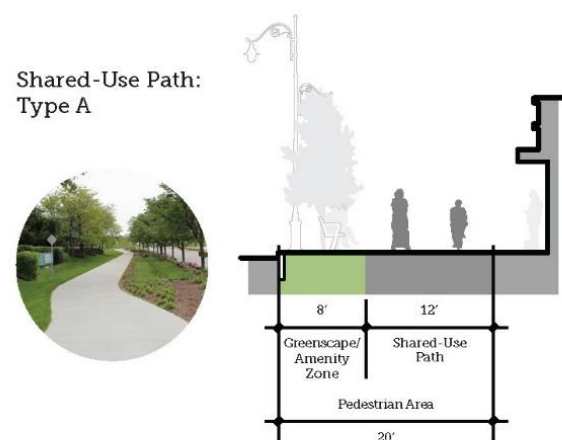 Shared-Use Path:
Type A
8' 12'
Greenscape/ Shared-Use
Amenity Path
Zone
Pedestrian Area
20'